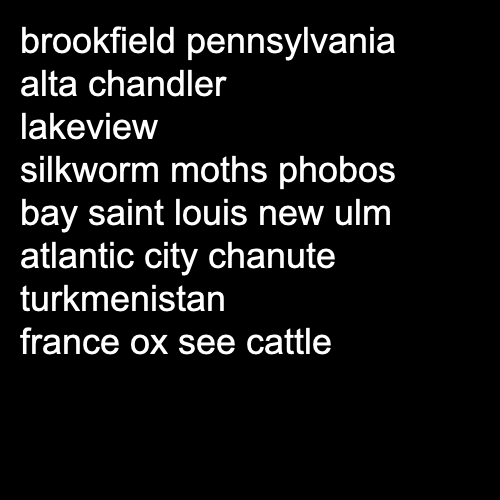 brookfield pennsylvania
alta chandler
lakeview
silkworm moths phobos
bay saint louis new ulm
atlantic city chanute
turkmenistan
france ox see cattle